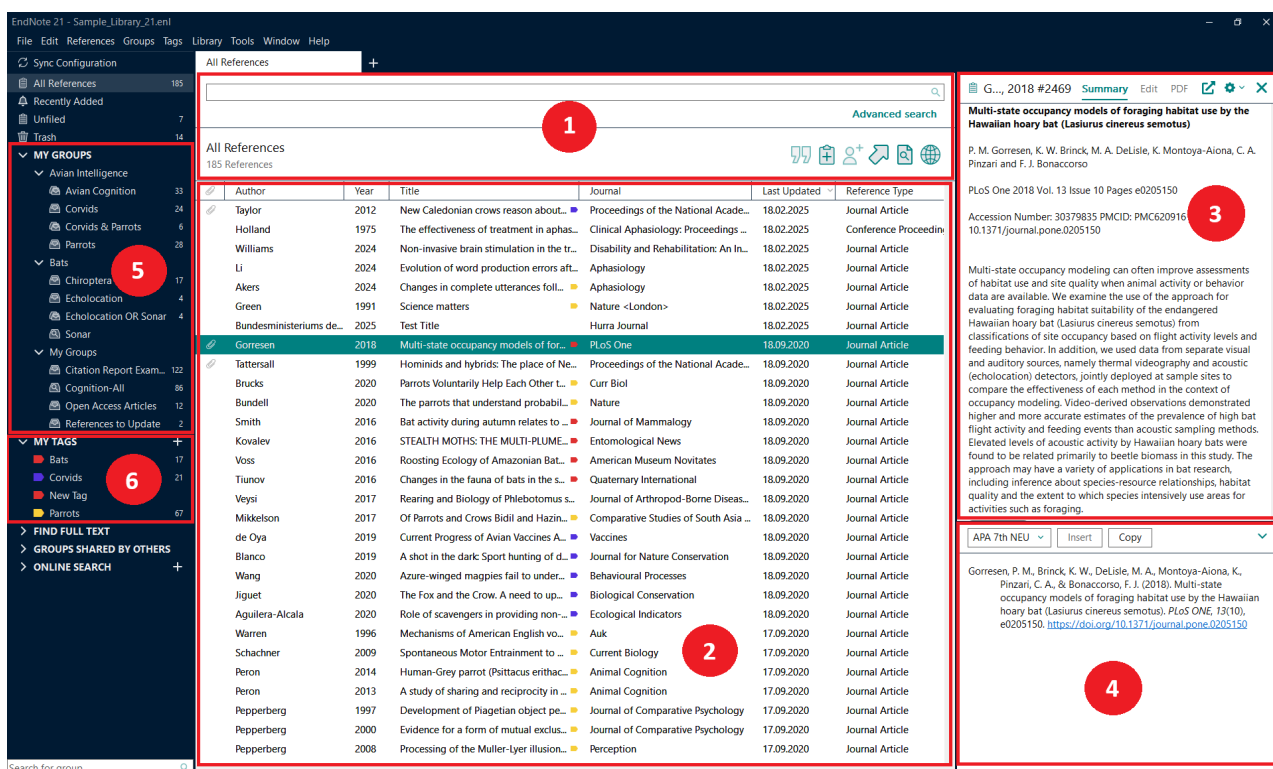 EndNote 21 - Sample_Library_21.enl
File Edit References Groups Tags Library Tools Window Help
Sync Configuration
All References 185
Recently Added
Unfiled 7
Trash 14
MY GROUPS
Avian Intelligence
Avian Cognition 33
Corvids 24
Corvids & Parrots 6
Parrots 28
Bats
Chiroptera 17
Echolocation 4
Echolocation OR Sonar 4
Sonar
My Groups
Citation Report Exam... 122
Cognition-All 86
Open Access Articles 12
References to Update 2
5
MY TAGS +
Bats 17
Corvids 21
New Tag
Parrots 67
6
FIND FULL TEXT
GROUPS SHARED BY OTHERS
ONLINE SEARCH +
Search for group
All References +
Advanced search
1
All References
185 References
Author Year Title Journal Last Updated Reference Type
Taylor 2012 New Caledonian crows reason about... Proceedings of the National Acade... 18.02.2025 Journal Article
Holland 1975 The effectiveness of treatment in aphas... Clinical Aphasiology: Proceedings ... 18.02.2025 Conference Proceedin
Williams 2024 Non-invasive brain stimulation in the tr... Disability and Rehabilitation: An In... 18.02.2025 Journal Article
Li 2024 Evolution of word production errors aft... Aphasiology 18.02.2025 Journal Article
Akers 2024 Changes in complete utterances foll... Aphasiology 18.02.2025 Journal Article
Green 1991 Science matters Nature <London> 18.02.2025 Journal Article
Bundesministeriums de... 2025 Test Title Hurra Journal 18.02.2025 Journal Article
Gorresen 2018 Multi-state occupancy models of for... PLoS One 18.09.2020 Journal Article
Tattersall 1999 Hominids and hybrids: The place of Ne... Proceedings of the National Acade... 18.09.2020 Journal Article
Brucks 2020 Parrots Voluntarily Help Each Other t... Curr Biol 18.09.2020 Journal Article
Bundell 2020 The parrots that understand probabil... Nature 18.09.2020 Journal Article
Smith 2016 Bat activity during autumn relates to ... Journal of Mammalogy 18.09.2020 Journal Article
Kovalev 2016 STEALTH MOTHS: THE MULTI-PLUME... Entomological News 18.09.2020 Journal Article
Voss 2016 Roosting Ecology of Amazonian Bat... American Museum Novitates 18.09.2020 Journal Article
Tiunov 2016 Changes in the fauna of bats in the s... Quaternary International 18.09.2020 Journal Article
Veysi 2017 Rearing and Biology of Phlebotomus s... Journal of Arthropod-Borne Diseas... 18.09.2020 Journal Article
Mikkelson 2017 Of Parrots and Crows Bidil and Hazin... Comparative Studies of South Asia ... 18.09.2020 Journal Article
de Oya 2019 Current Progress of Avian Vaccines A... Vaccines 18.09.2020 Journal Article
Blanco 2019 A shot in the dark: Sport hunting of d... Journal for Nature Conservation 18.09.2020 Journal Article
Wang 2020 Azure-winged magpies fail to under... Behavioural Processes 18.09.2020 Journal Article
Jiguet 2020 The Fox and the Crow. A need to up... Biological Conservation 18.09.2020 Journal Article
Aguilera-Alcala 2020 Role of scavengers in providing non-... Ecological Indicators 18.09.2020 Journal Article
Warren 1996 Mechanisms of American English vo... Auk 17.09.2020 Journal Article
Schachner 2009 Spontaneous Motor Entrainment to ... Current Biology 17.09.2020 Journal Article
Peron 2014 Human-Grey parrot (Psittacus erithac... Animal Cognition 17.09.2020 Journal Article
Peron 2013 A study of sharing and reciprocity in ... Animal Cognition 17.09.2020 Journal Article
Pepperberg 1997 Development of Piagetian object pe... Journal of Comparative Psychology 17.09.2020 Journal Article
Pepperberg 2000 Evidence for a form of mutual exclus... Journal of Comparative Psychology 17.09.2020 Journal Article
Pepperberg 2008 Processing of the Muller-Lyer illusion... Perception 17.09.2020 Journal Article
2
G..., 2018 #2469 Summary Edit PDF
Multi-state occupancy models of foraging habitat use by the
Hawaiian hoary bat (Lasiurus cinereus semotus)
P. M. Gorresen, K. W. Brinck, M. A. DeLisle, K. Montoya-Aiona, C. A.
Pinzari and F. J. Bonaccorso
PLoS One 2018 Vol. 13 Issue 10 Pages e0205150
Accession Number: 30379835 PMCID: PMC620916
10.1371/journal.pone.0205150
3
Multi-state occupancy modeling can often improve assessments
of habitat use and site quality when animal activity or behavior
data are available. We examine the use of the approach for
evaluating foraging habitat suitability of the endangered
Hawaiian hoary bat (Lasiurus cinereus semotus) from
classifications of site occupancy based on flight activity levels and
feeding behavior. In addition, we used data from separate visual
and auditory sources, namely thermal videography and acoustic
(echolocation) detectors, jointly deployed at sample sites to
compare the effectiveness of each method in the context of
occupancy modeling. Video-derived observations demonstrated
higher and more accurate estimates of the prevalence of high bat
flight activity and feeding events than acoustic sampling methods.
Elevated levels of acoustic activity by Hawaiian hoary bats were
found to be related primarily to beetle biomass in this study. The
approach may have a variety of applications in bat research,
including inference about species-resource relationships, habitat
quality and the extent to which species intensively use areas for
activities such as foraging.
APA 7th NEU Insert Copy
Gorresen, P. M., Brinck, K. W., DeLisle, M. A., Montoya-Aiona, K.,
Pinzari, C. A., & Bonaccorso, F. J. (2018). Multi-state
occupancy models of foraging habitat use by the Hawaiian
hoary bat (Lasiurus cinereus semotus). PLoS ONE, 13(10),
e0205150. https://doi.org/10.1371/journal.pone.0205150
4